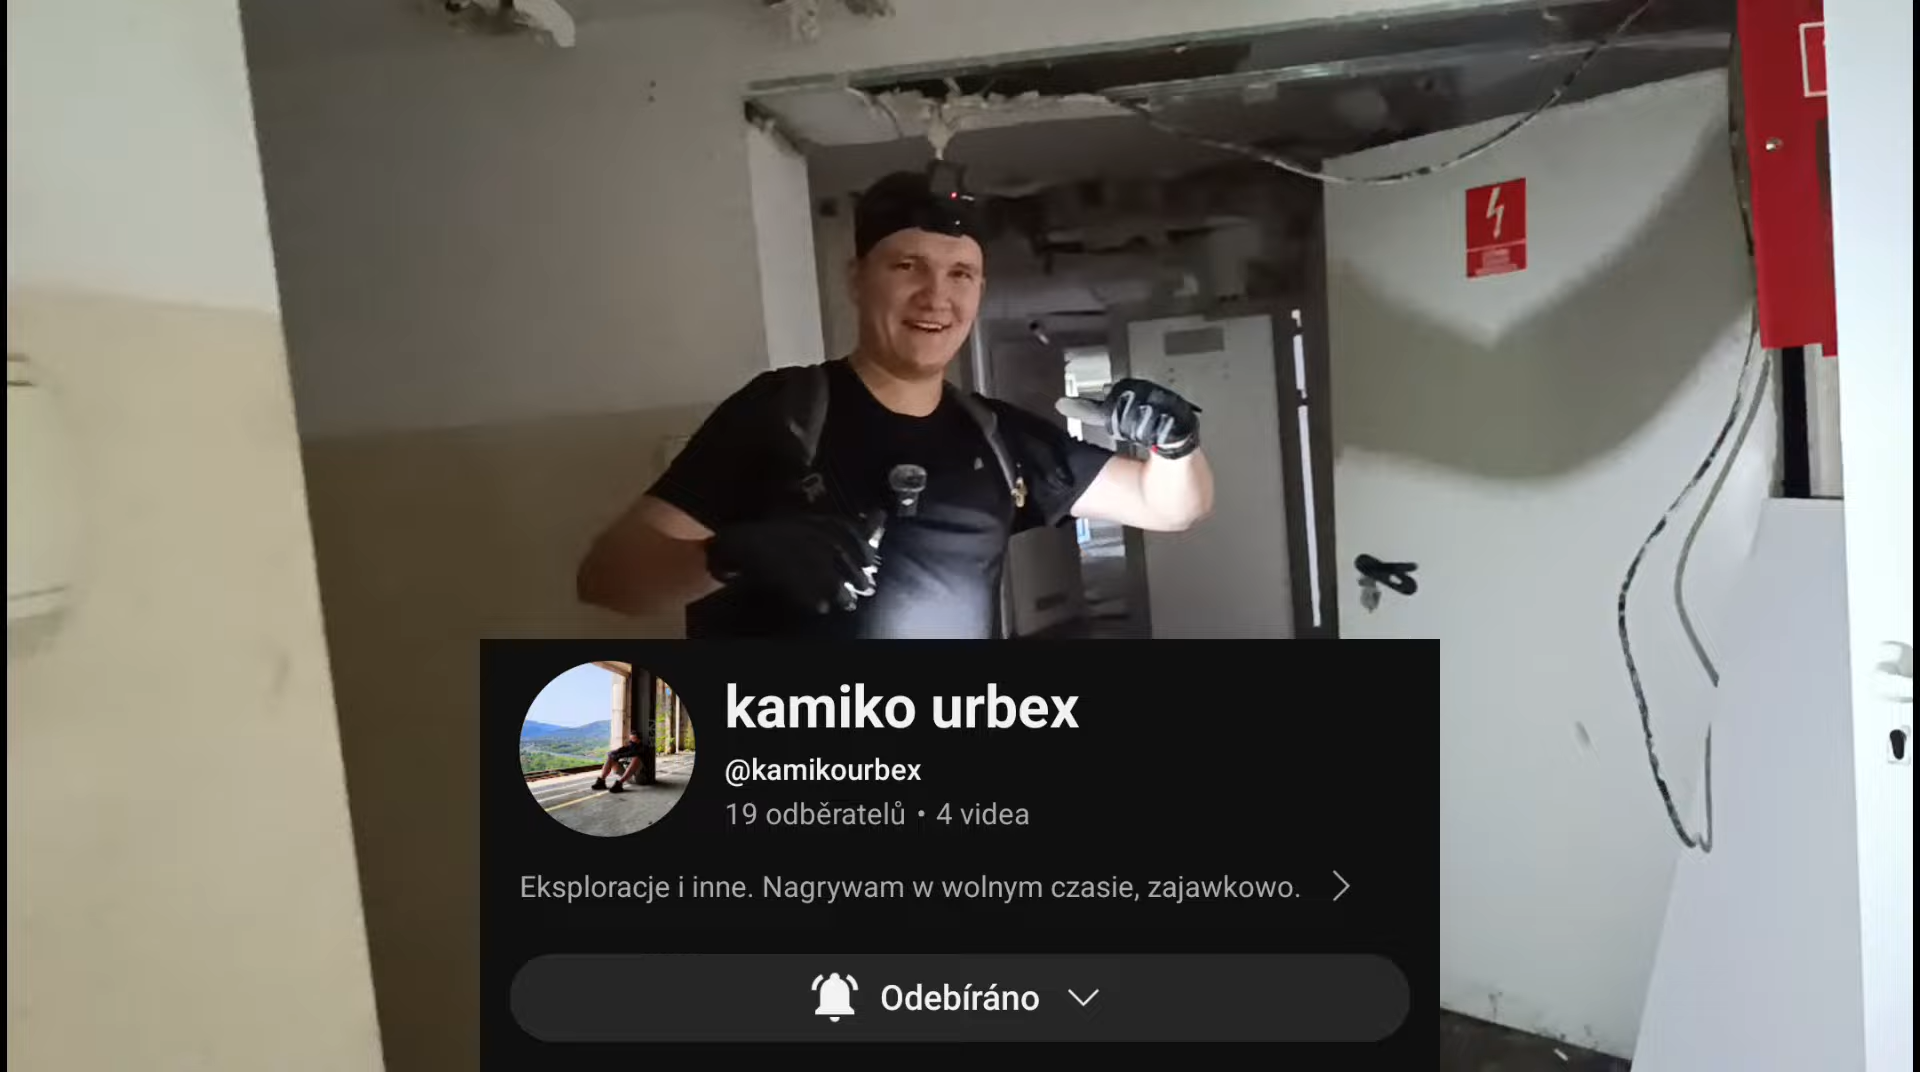 kamiko urbex
@kamikourbex
19 odběratelů • 4 videa
Eksploracje i inne. Nagrywam w wolnym czasie, zajawkowo.
Odebíráno